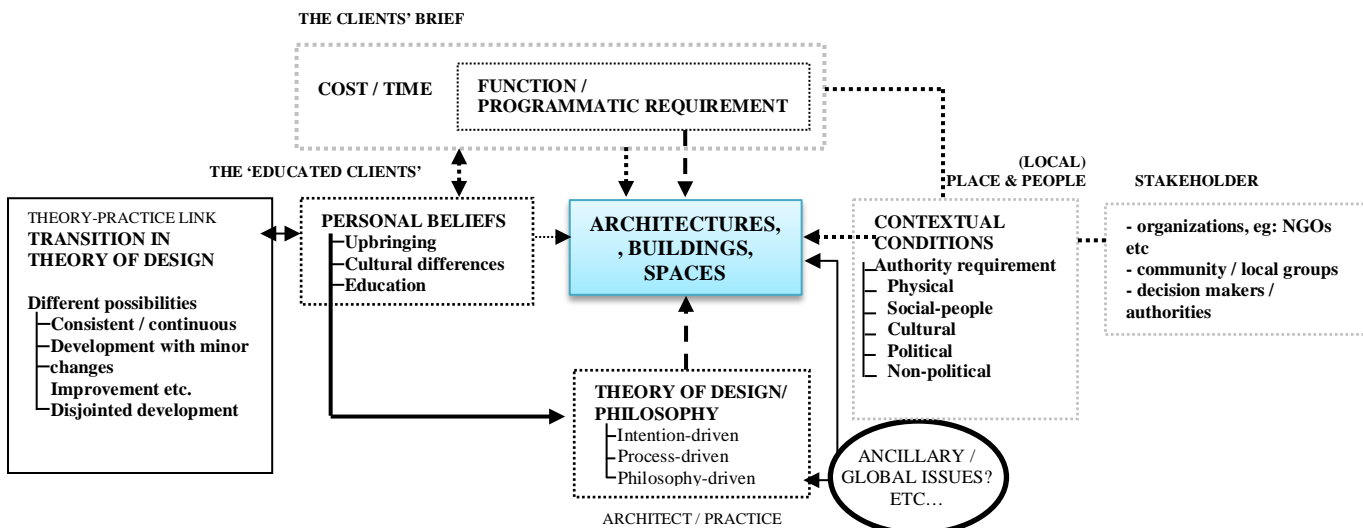 THE CLIENTS' BRIEF
COST / TIME
FUNCTION /
PROGRAMMATIC REQUIREMENT
THE 'EDUCATED CLIENTS'
(LOCAL)
PLACE & PEOPLE
STAKEHOLDER
THEORY-PRACTICE LINK
TRANSITION IN
THEORY OF DESIGN
Different possibilities
Consistent / continuous
Development with minor
changes
Improvement etc.
Disjointed development
PERSONAL BELIEFS
Upbringing
Cultural differences
Education
ARCHITECTURES,
, BUILDINGS,
SPACES
CONTEXTUAL
CONDITIONS
Authority requirement
Physical
Social-people
Cultural
Political
Non-political
- organizations, eg: NGOs
etc
- community / local groups
- decision makers /
authorities
THEORY OF DESIGN/
PHILOSOPHY
Intention-driven
Process-driven
Philosophy-driven
ANCILLARY /
GLOBAL ISSUES?
ETC…
ARCHITECT / PRACTICE